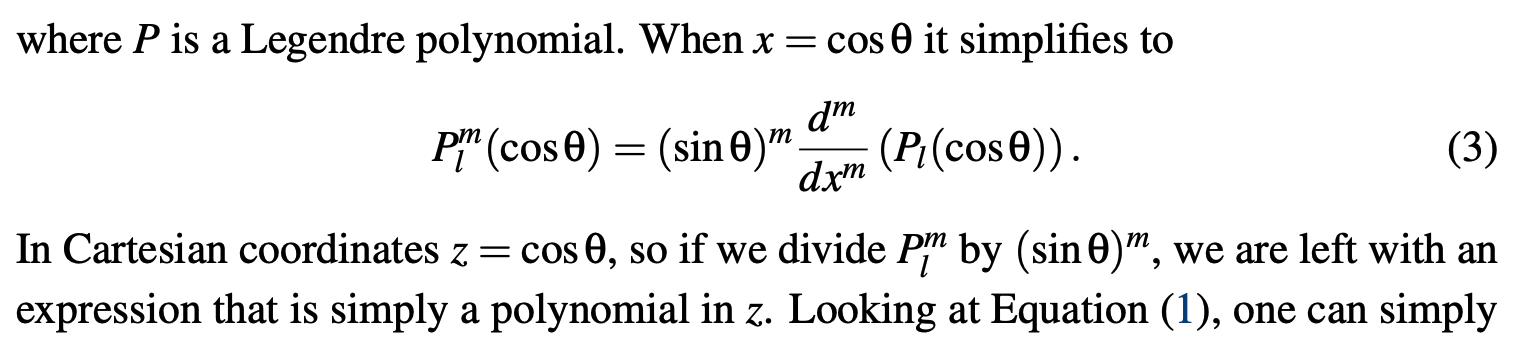 where P is a Legendre polynomial. When x = cos θ it simplifies to
P_l^m(cos θ) = (sin θ)^m d^m/dx^m (P_l(cos θ)). (3)
In Cartesian coordinates z = cos θ, so if we divide P_l^m by (sin θ)^m, we are left with an
expression that is simply a polynomial in z. Looking at Equation (1), one can simply